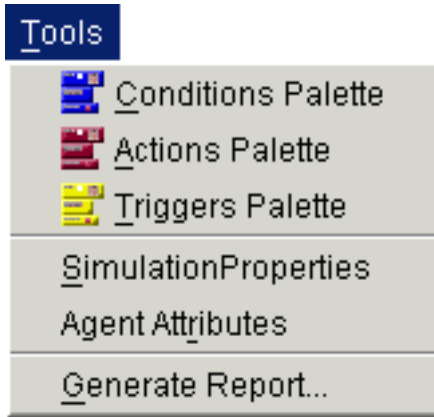 Tools
Conditions Palette
Actions Palette
Triggers Palette
SimulationProperties
Agent Attributes
Generate Report...